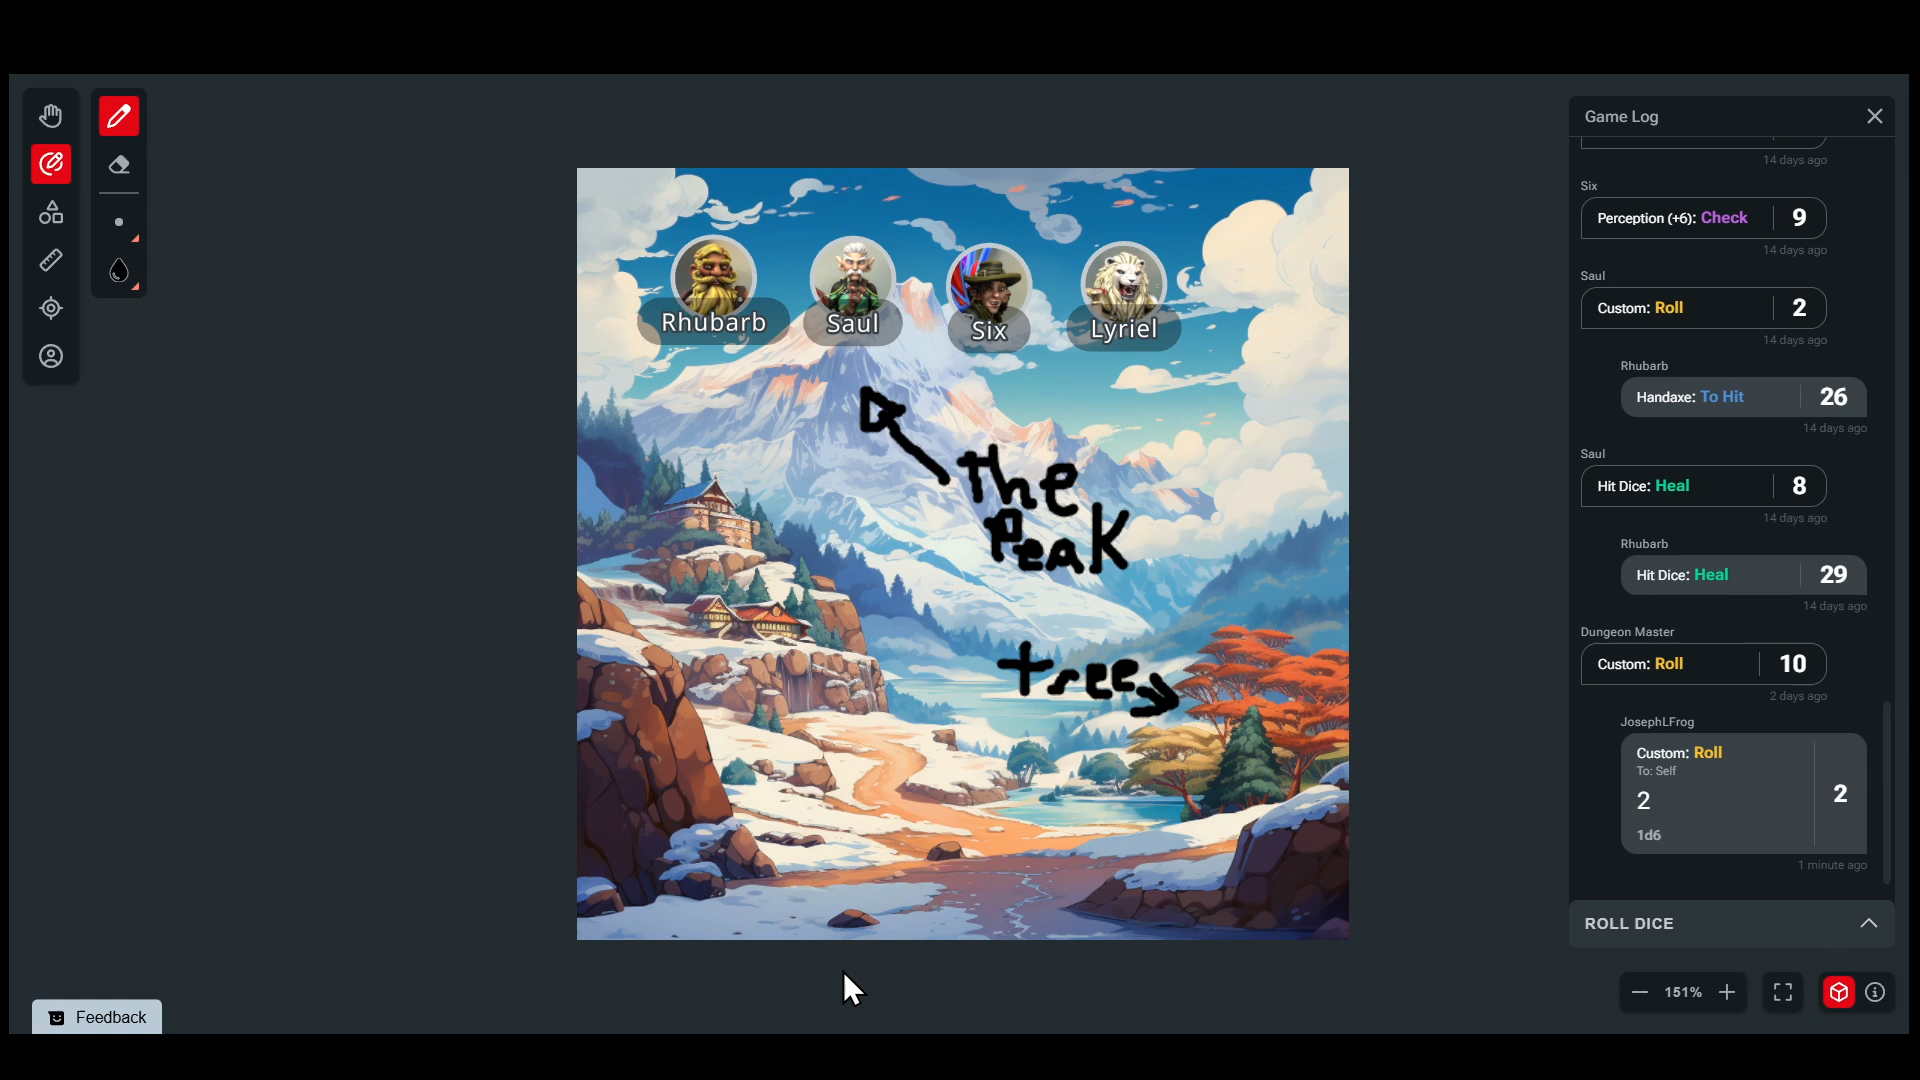 Game Log
14 days ago
Six
Perception (+6): Check 9
14 days ago
Saul
Custom: Roll 2
14 days ago
Rhubarb
Handaxe: To Hit 26
14 days ago
Saul
Hit Dice: Heal 8
14 days ago
Rhubarb
Hit Dice: Heal 29
14 days ago
Dungeon Master
Custom: Roll 10
2 days ago
JosephLFrog
Custom: Roll
To: Self
2
2
1d6
1 minute ago
ROLL DICE
151%
Rhubarb
Saul
Six
Lyriel
the
Peak
tree
Feedback